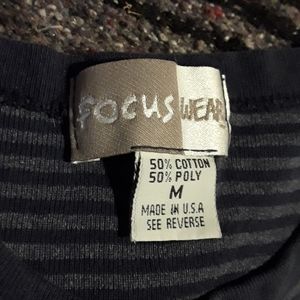 FOCUS WEAR
50% COTTON
50% POLY
M
MADE IN U.S.A
SEE REVERSE